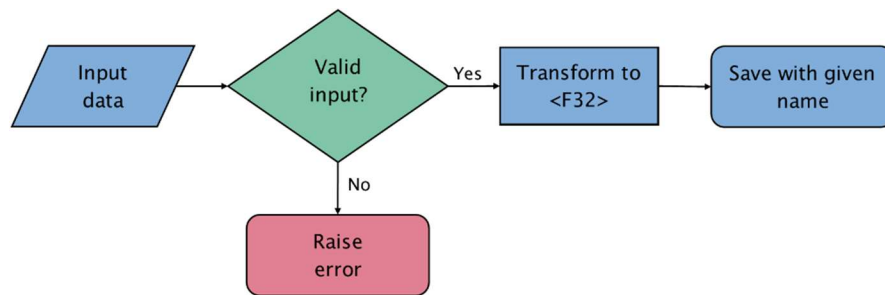 Input
data
Valid
input?
Yes
Transform to
<F32>
Save with given
name
No
Raise
error